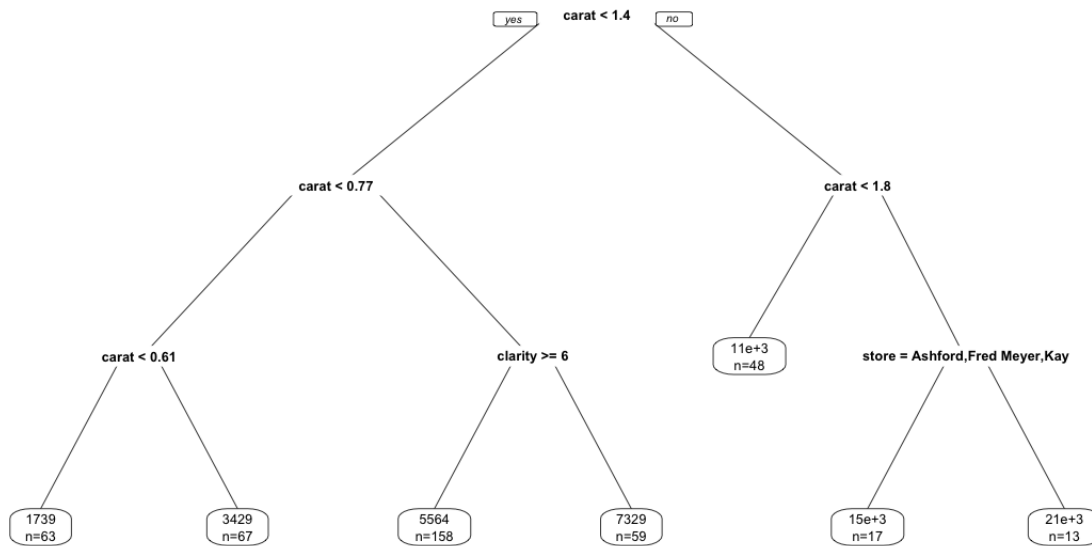 yes carat < 1.4 no
carat < 0.77 carat < 1.8
carat < 0.61 clarity >= 6 store = Ashford,Fred Meyer,Kay
11e+3
n=48
1739
n=63
3429
n=67
5564
n=158
7329
n=59
15e+3
n=17
21e+3
n=13